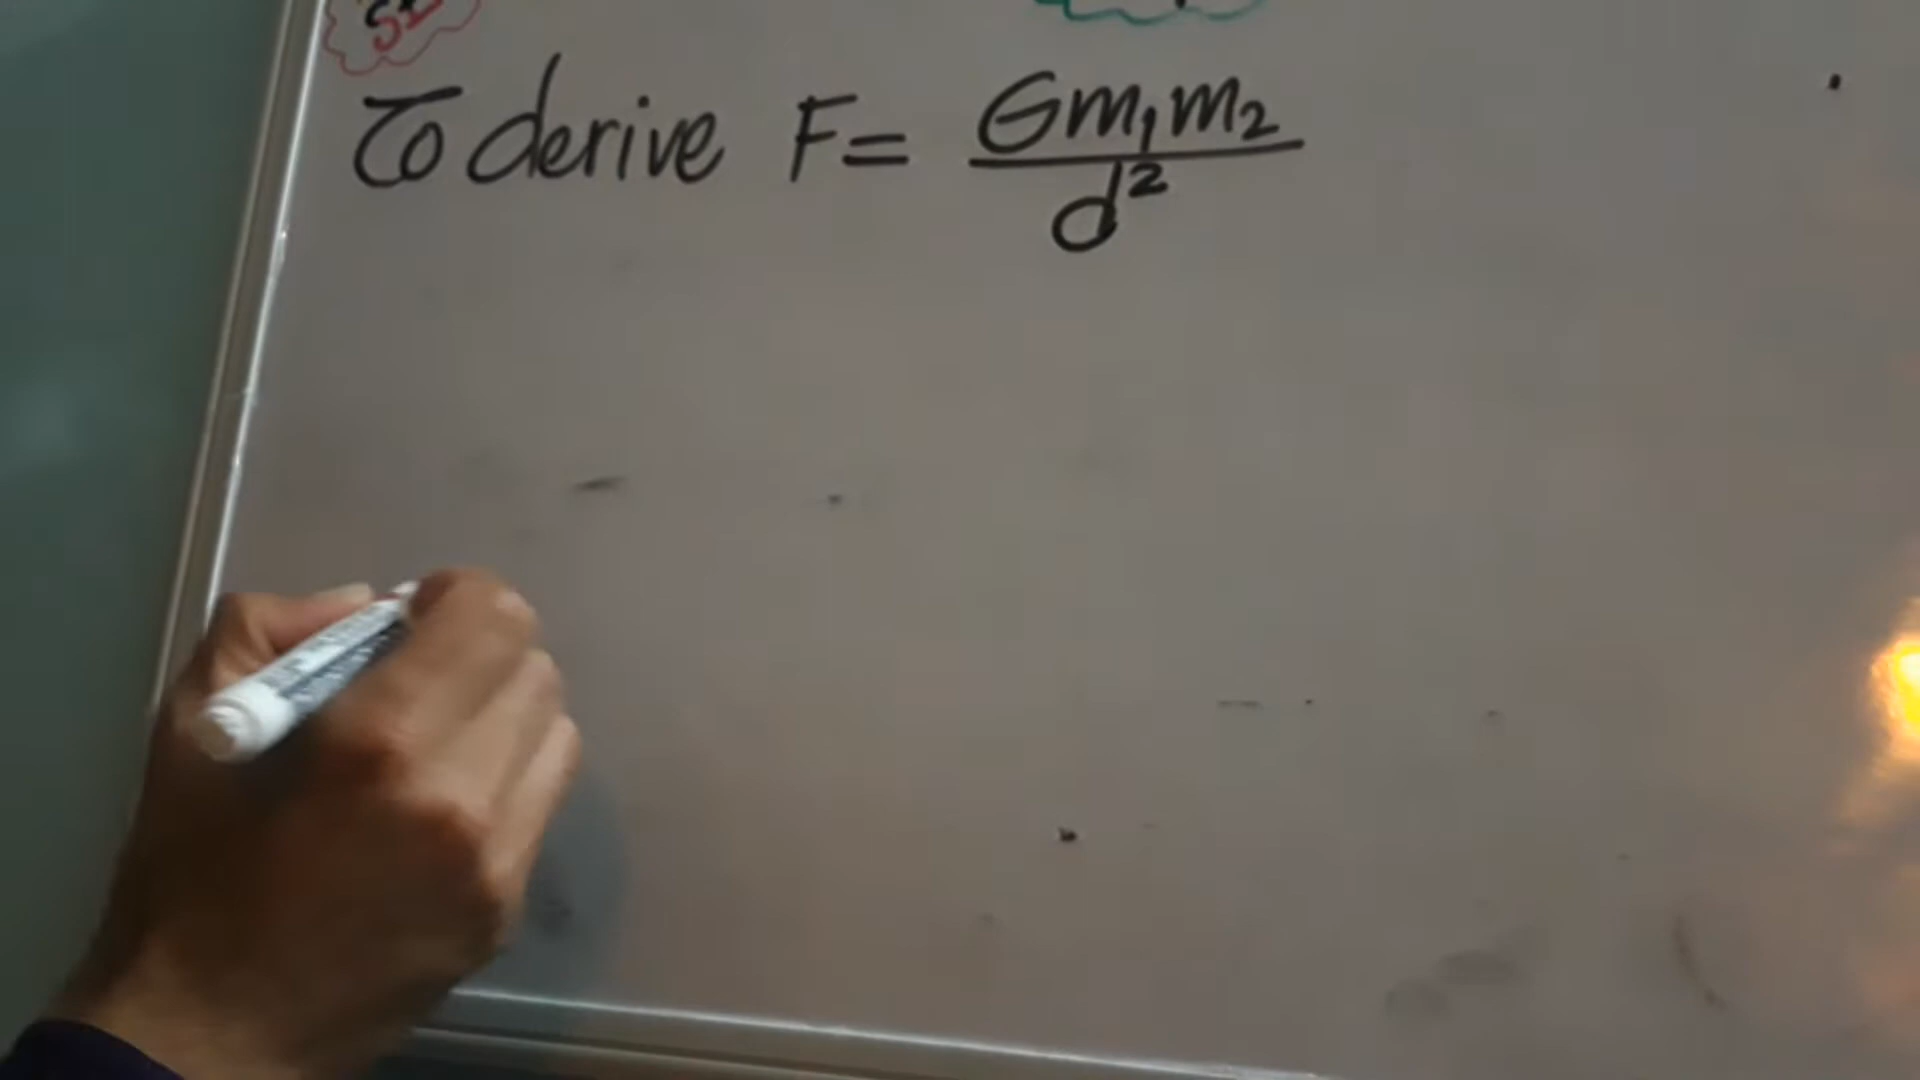 To derive F = Gm₁m₂/d²